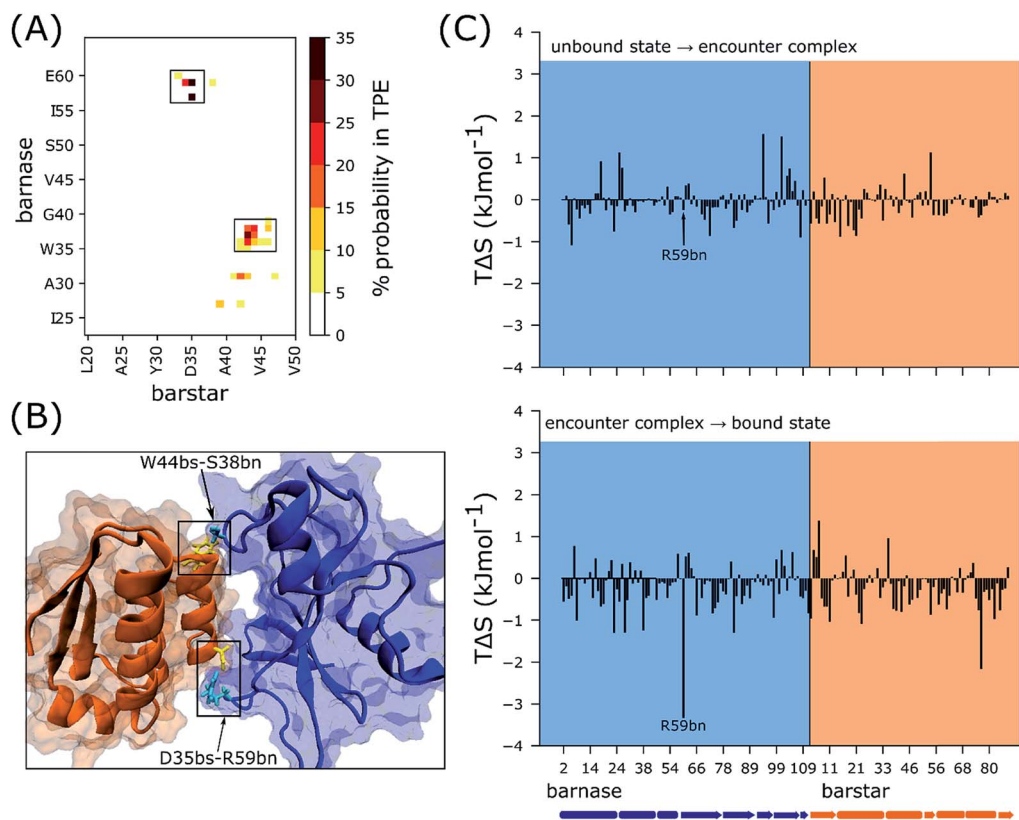 (A)
barnase
E60
I55
S50
V45
G40
W35
A30
I25
L20
A25
Y30
D35
A40
V45
V50
barstar
35
30
25
20
15
10
5
0
% probability in TPE
(B)
W44bs-S38bn
D35bs-R59bn
(C)
unbound state → encounter complex
TΔS (kJmol⁻¹)
4
3
2
1
0
−1
−2
−3
−4
R59bn
encounter complex → bound state
TΔS (kJmol⁻¹)
4
3
2
1
0
−1
−2
−3
−4
R59bn
2 14 26 38 48 54 66 78 89 99 109 11 21 36 46 56 68 80
barnase barstar